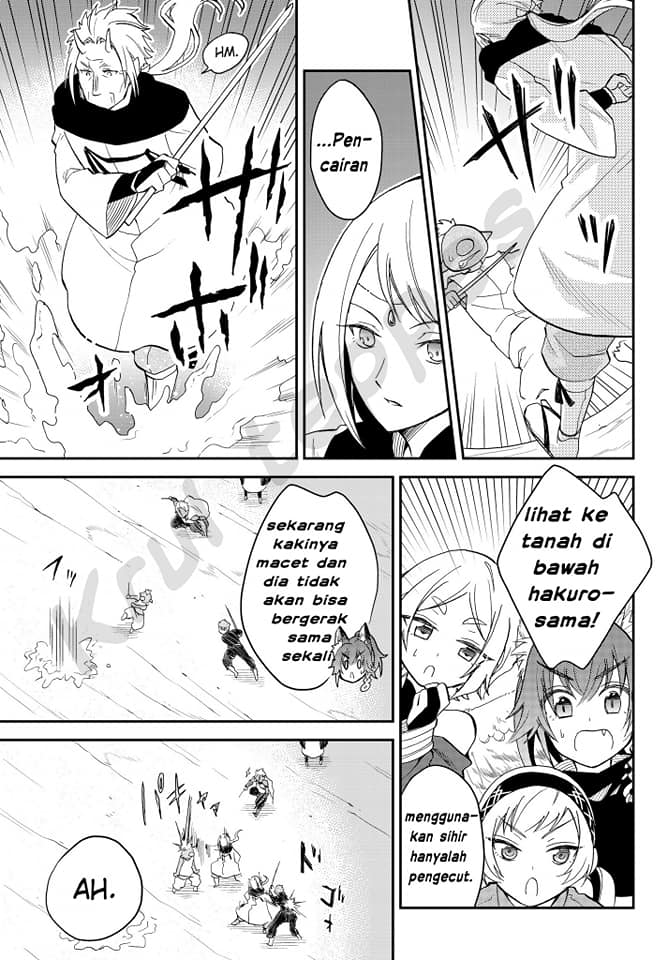 ...Pen-
cairan
HM.
lihat ke
tanah di
bawah
hakuro-
sama!
mengguna-
kan sihir
hanyalah
pengecut.
sekarang
kakinya
macet dan
dia tidak
akan bisa
bergerak
sama
sekali
AH.